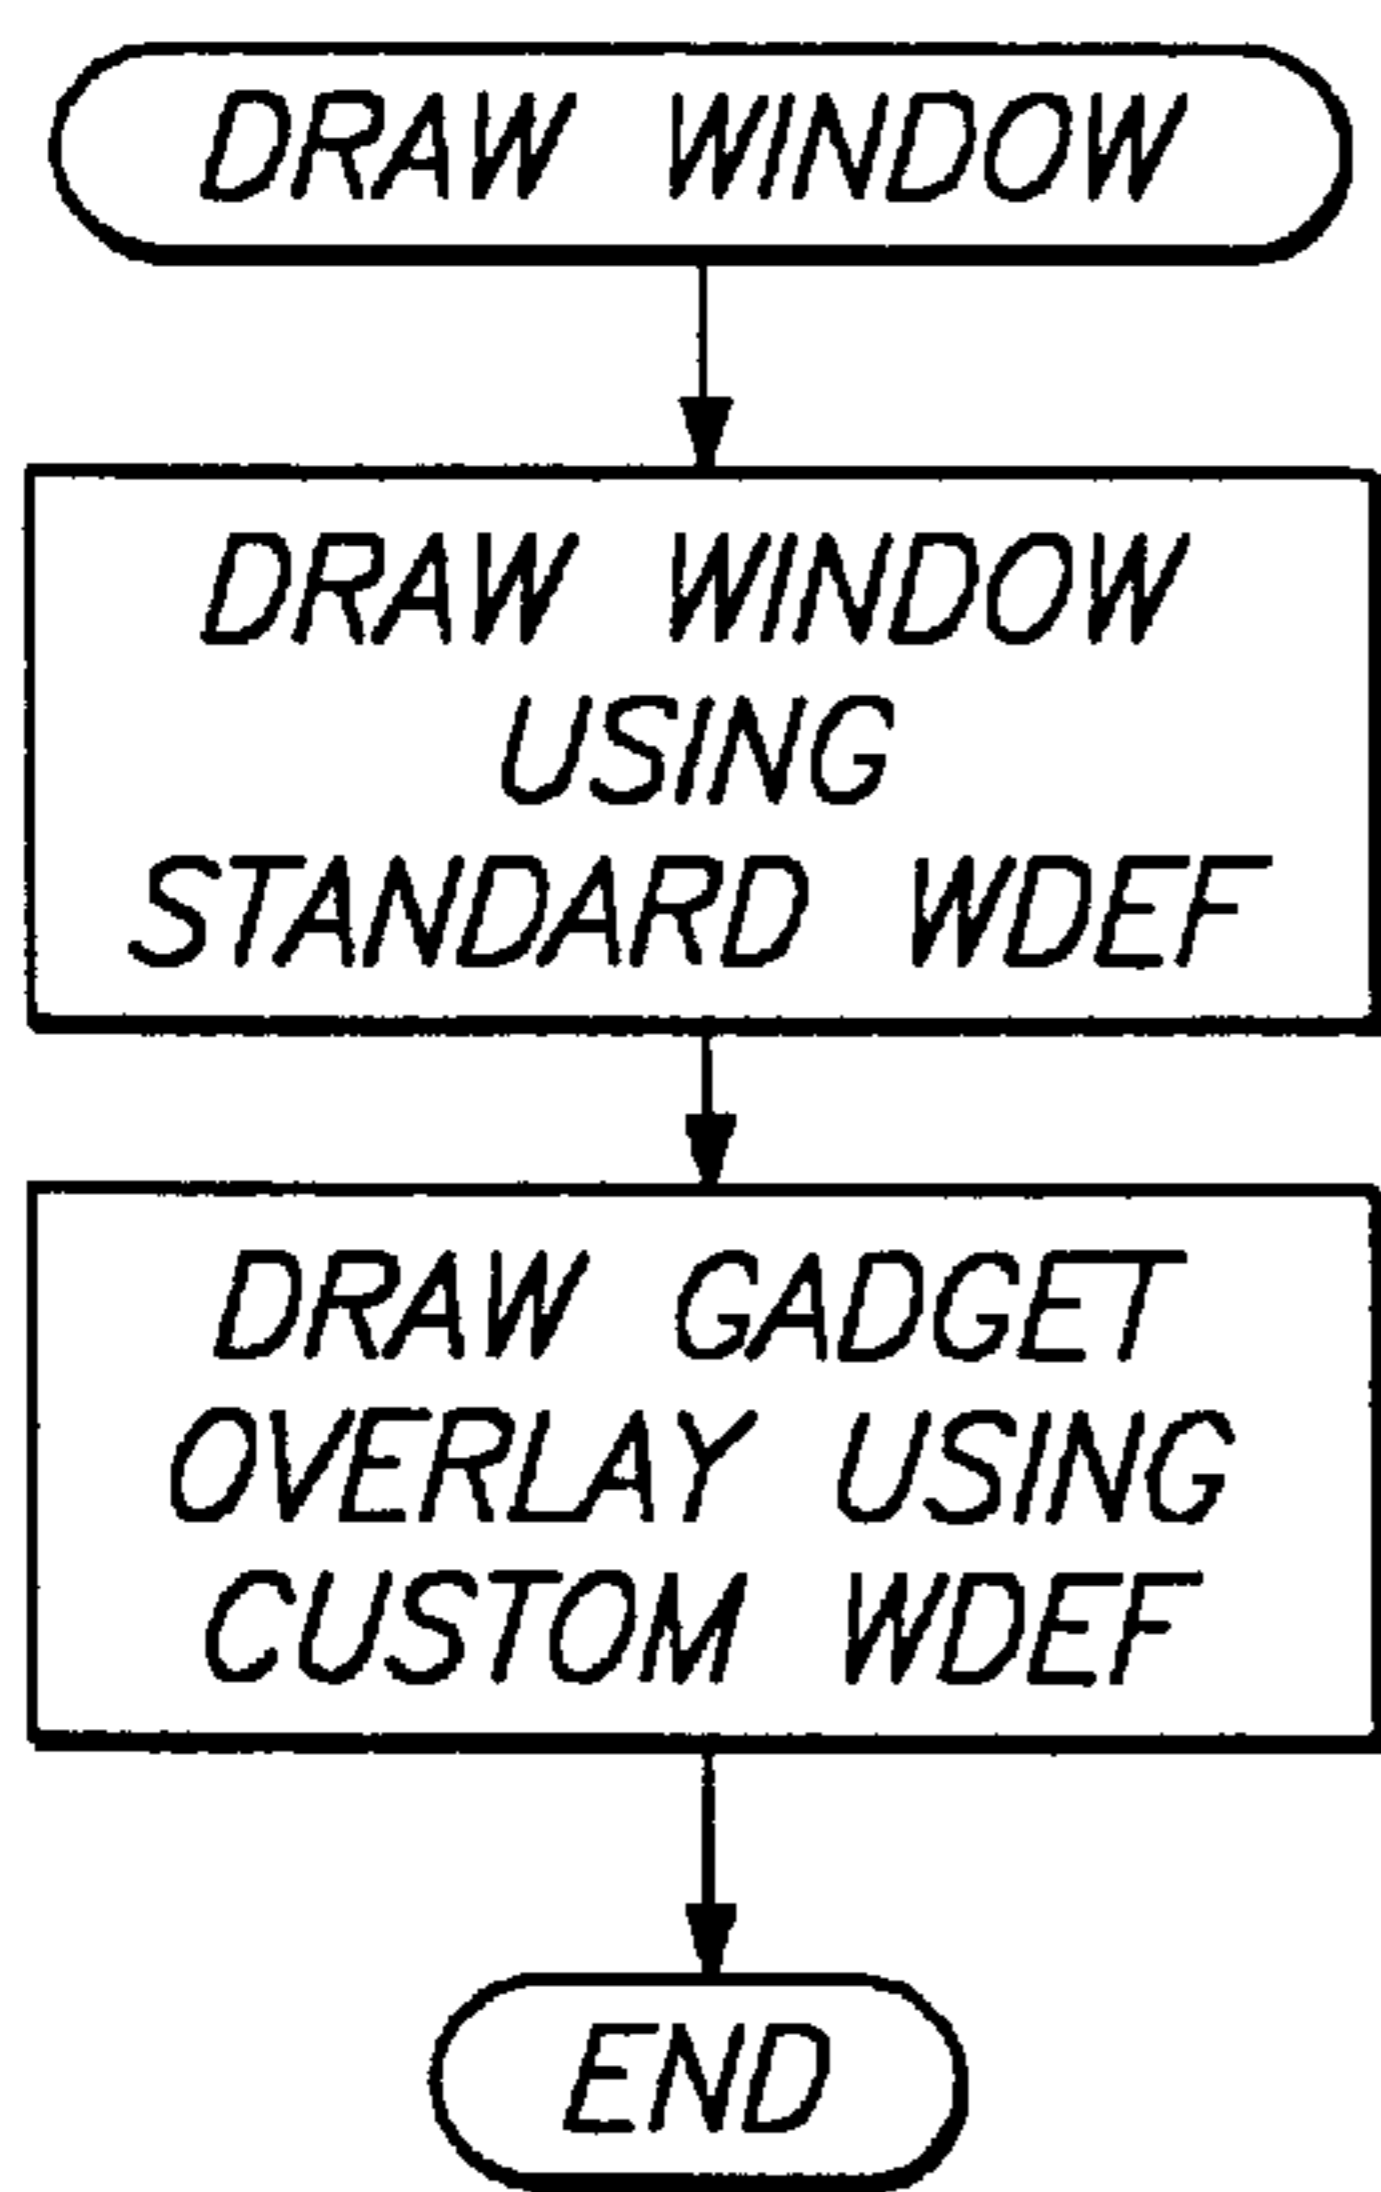 DRAW WINDOW
DRAW WINDOW
USING
STANDARD WDEF
DRAW GADGET
OVERLAY USING
CUSTOM WDEF
END